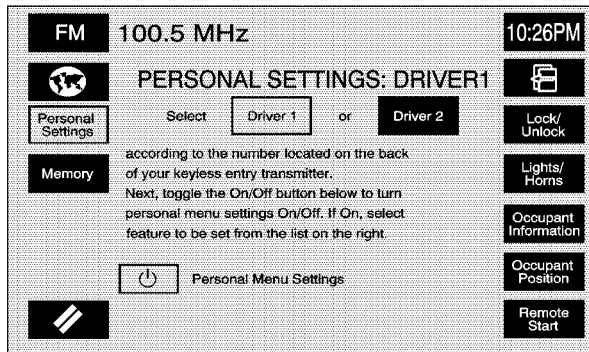 FM 100.5 MHz 10:26PM
PERSONAL SETTINGS: DRIVER1
Personal
Settings
Select Driver 1 or Driver 2
Lock/
Unlock
Memory
according to the number located on the back
of your keyless entry transmitter.
Next, toggle the On/Off button below to turn
personal menu settings On/Off. If On, select
feature to be set from the list on the right.
Lights/
Horns
Occupant
Information
Personal Menu Settings
Occupant
Position
Remote
Start